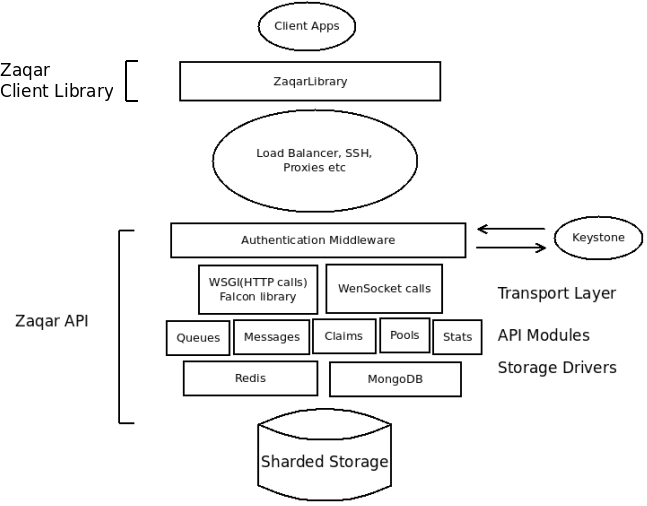 Client Apps
Zaqar
Client Library
ZaqarLibrary
Load Balancer, SSH,
Proxies etc
Authentication Middleware
Keystone
WSGI(HTTP calls)
Falcon library
WenSocket calls
Transport Layer
Zaqar API
Queues
Messages
Claims
Pools
Stats
API Modules
Redis
MongoDB
Storage Drivers
Sharded Storage